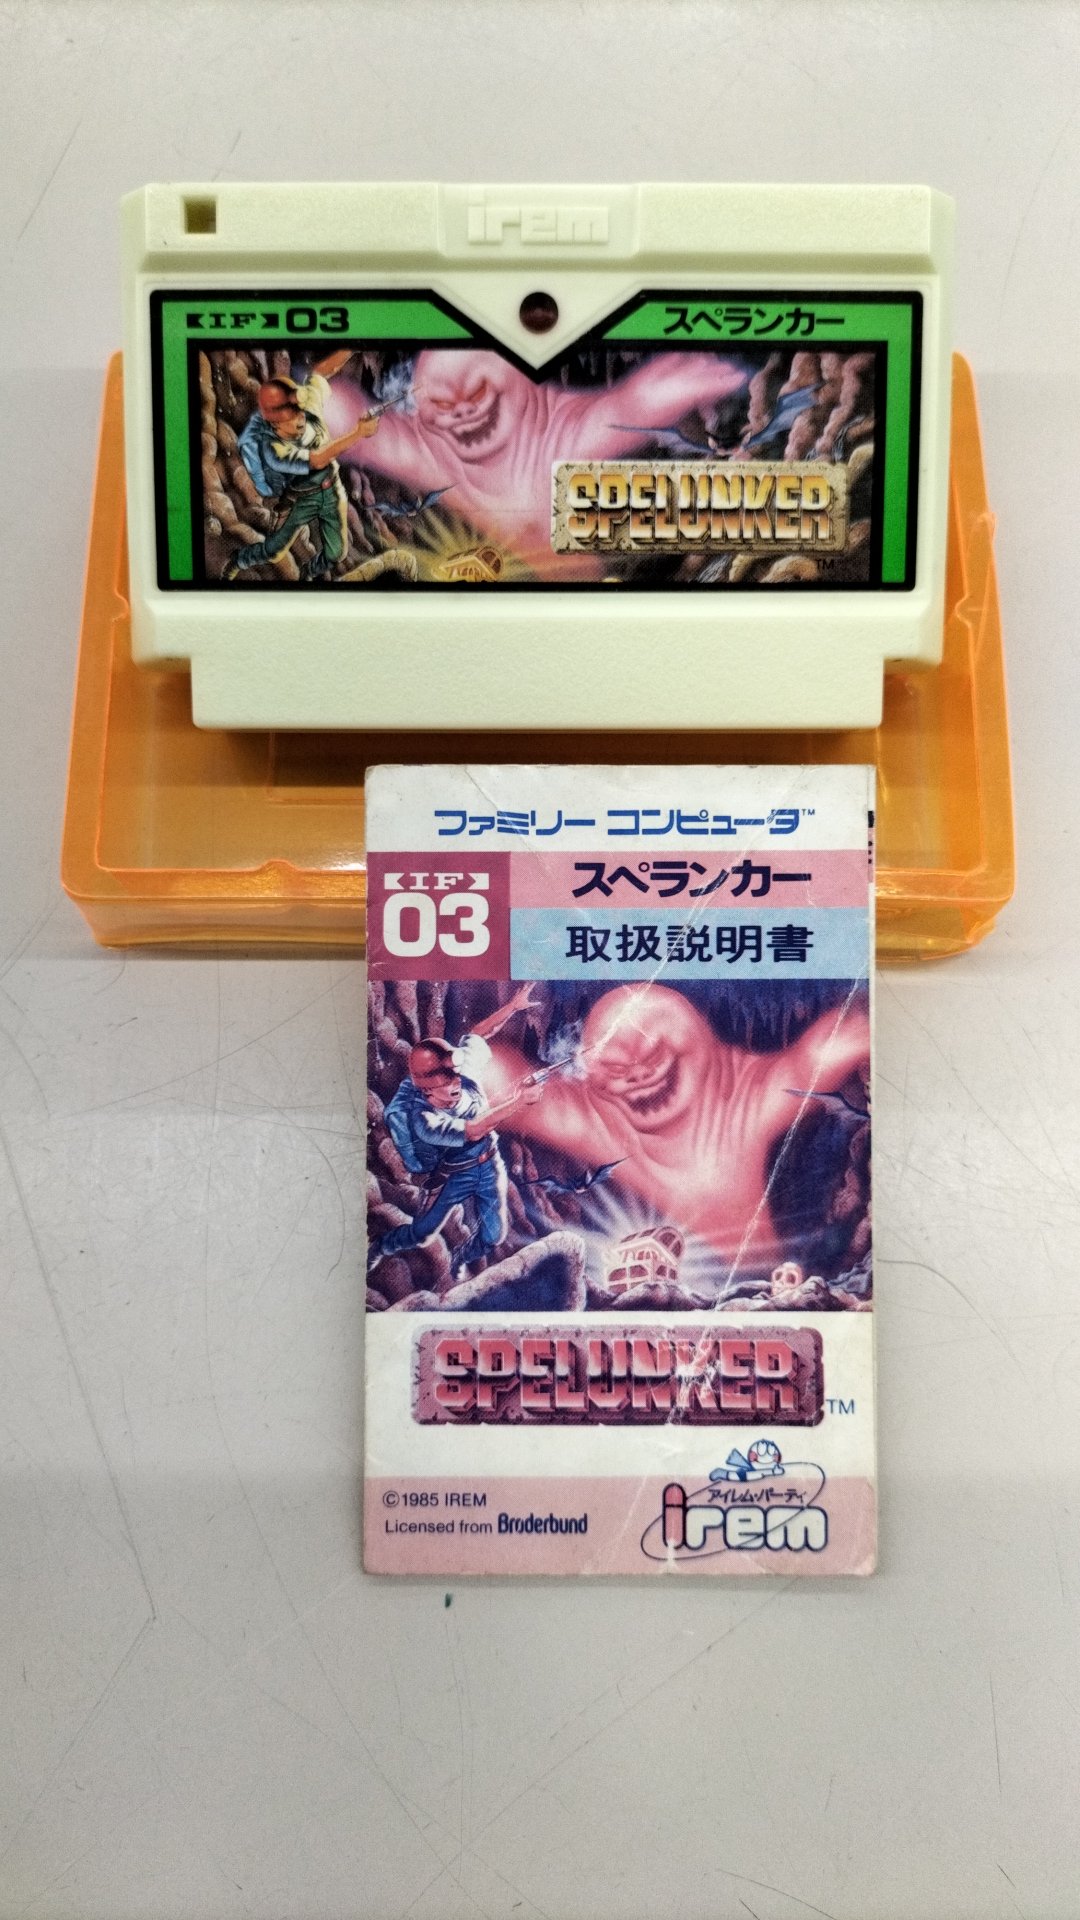 irem
IF 03
スペランカー
SPELUNKER
TM
ファミリー コンピュータ™
IF
03
スペランカー
取扱説明書
SPELUNKER
TM
©1985 IREM
Licensed from Brøderbund
アイレム・パーティ
irem